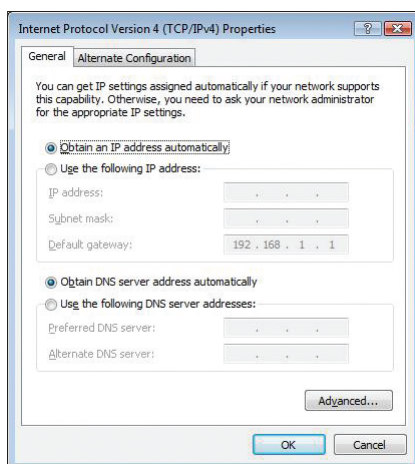 Internet Protocol Version 4 (TCP/IPv4) Properties
General
Alternate Configuration
You can get IP settings assigned automatically if your network supports
this capability. Otherwise, you need to ask your network administrator
for the appropriate IP settings.
Obtain an IP address automatically
Use the following IP address:
IP address:
. . .
Subnet mask:
. . .
Default gateway:
192 . 168 . 1 . 1
Obtain DNS server address automatically
Use the following DNS server addresses:
Preferred DNS server:
. . .
Alternate DNS server:
. . .
Advanced...
OK
Cancel